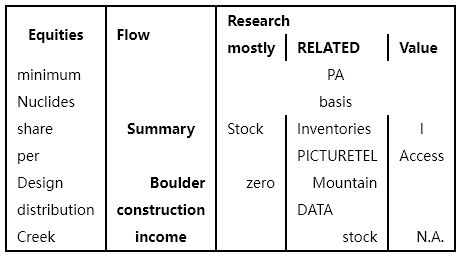 Research
Equities Flow
mostly RELATED Value
minimum PA
Nuclides basis
share Summary Stock Inventories I
per PICTURETEL Access
Design Boulder zero Mountain
distribution construction DATA
Creek income stock N.A.